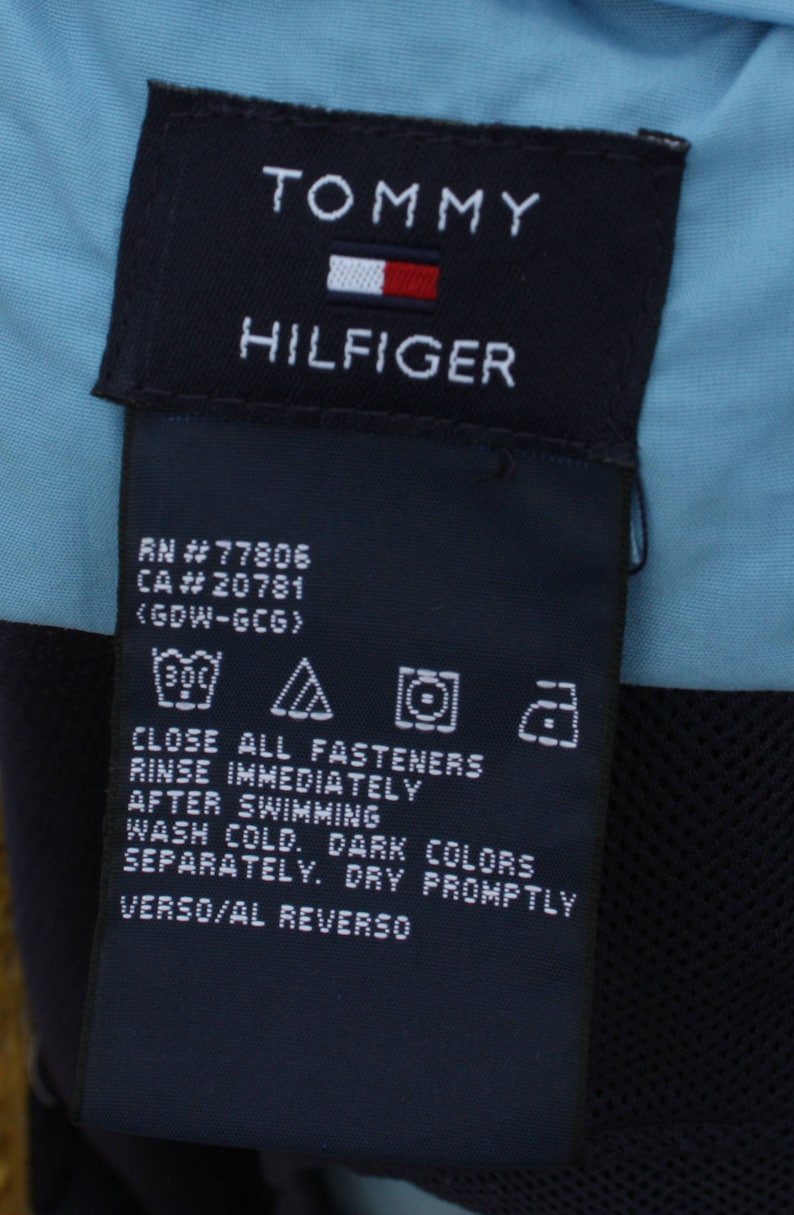 TOMMY
HILFIGER
RN #77806
CA #20781
(GDW-GCG)
30C
CLOSE ALL FASTENERS
RINSE IMMEDIATELY
AFTER SWIMMING
WASH COLD. DARK COLORS
SEPARATELY. DRY PROMPTLY
VERSO/AL REVERSO